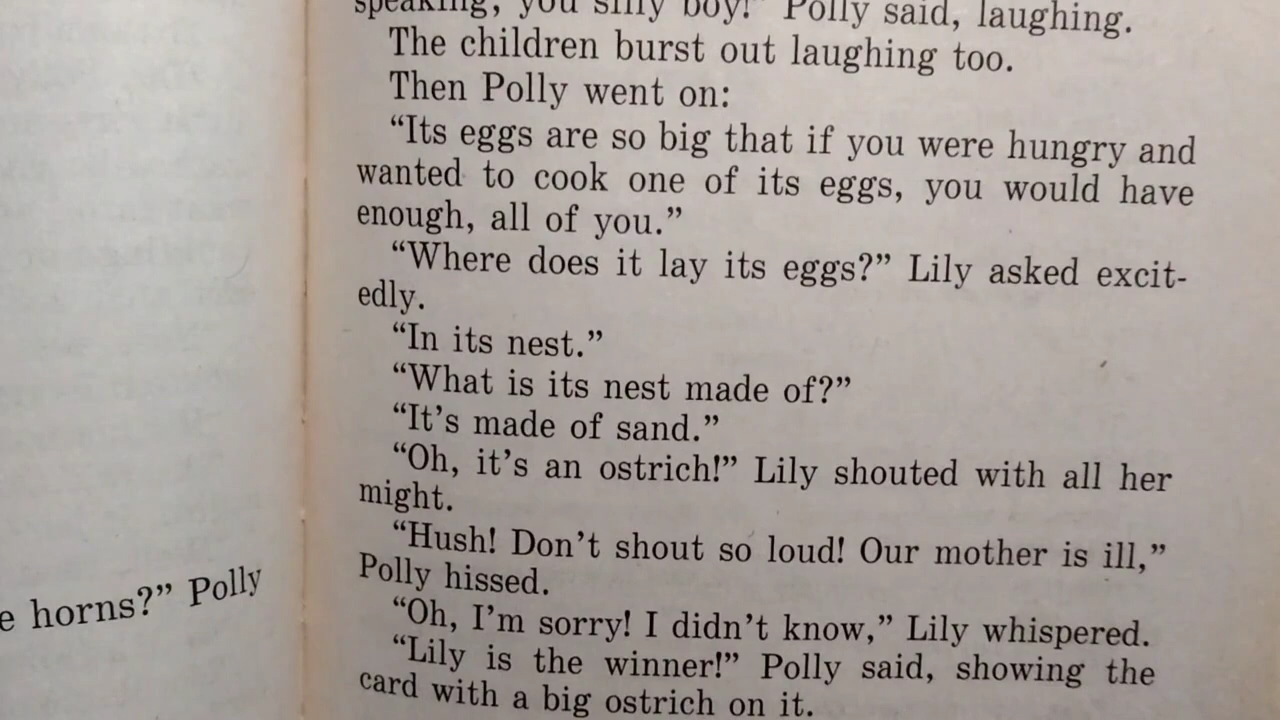 e horns?” Polly
speaking, you silly boy!” Polly said, laughing.
The children burst out laughing too.
Then Polly went on:
“Its eggs are so big that if you were hungry and
wanted to cook one of its eggs, you would have
enough, all of you.”
“Where does it lay its eggs?” Lily asked excit-
edly.
“In its nest.”
“What is its nest made of?”
“It’s made of sand.”
“Oh, it’s an ostrich!” Lily shouted with all her
might.
“Hush! Don’t shout so loud! Our mother is ill,”
Polly hissed.
“Oh, I’m sorry! I didn’t know,” Lily whispered.
“Lily is the winner!” Polly said, showing the
card with a big ostrich on it.